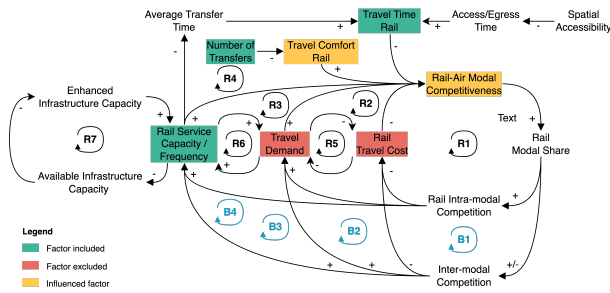 Average Transfer
Time
+
Travel Time
Rail
+
Access/Egress
Time
-
Spatial
Accessibility
-
Number of
Transfers
-
Travel Comfort
Rail
-
R4
+
Rail-Air Modal
Competitiveness
Enhanced
Infrastructure Capacity
-
+
R3
R2
+
Text
+
+
-
-
R7
Rail Service
Capacity /
Frequency
+
R6
+
Travel
Demand
-
R5
-
Rail
Travel Cost
R1
Rail
Modal Share
Available Infrastructure
Capacity
-
+
+
-
Rail Intra-modal
Competition
+
B4
B3
B2
B1
Legend
Factor included
Factor excluded
Influenced factor
+
+
-
Inter-modal
Competition
+/-